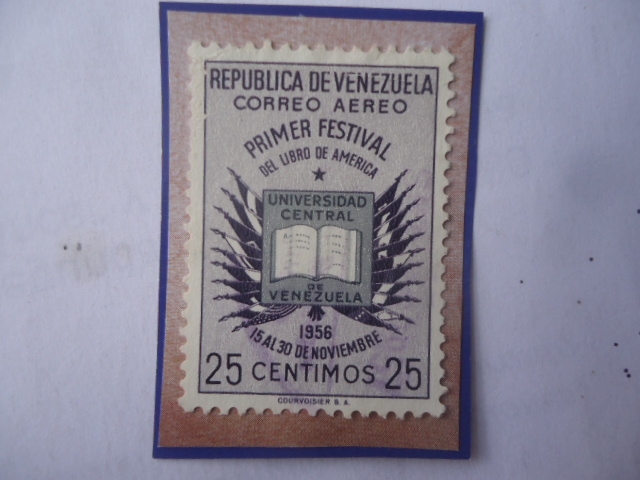 REPUBLICA DE VENEZUELA
CORREO AEREO
PRIMER FESTIVAL
DEL LIBRO DE AMERICA
UNIVERSIDAD
CENTRAL
DE
VENEZUELA
1956
15 AL 30 DE NOVIEMBRE
25 CENTIMOS 25
COURVOISIER S. A.